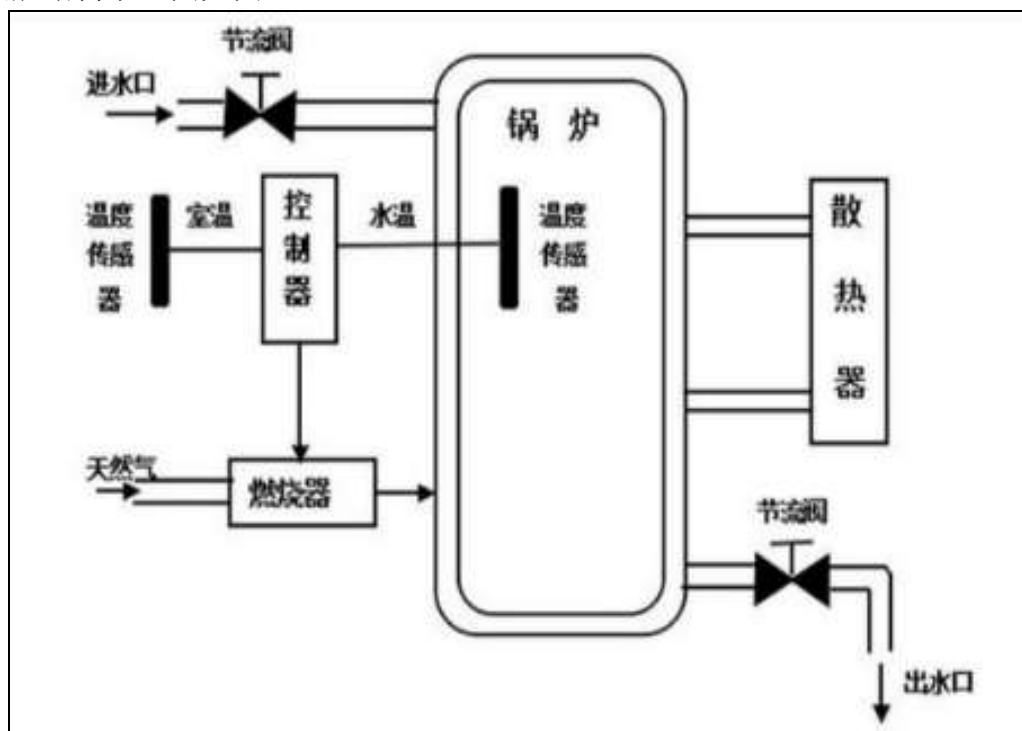 节流阀
进水口
锅 炉
控制器
温度传感器
室温
水温
温度传感器
散热器
天然气
燃烧器
节流阀
出水口